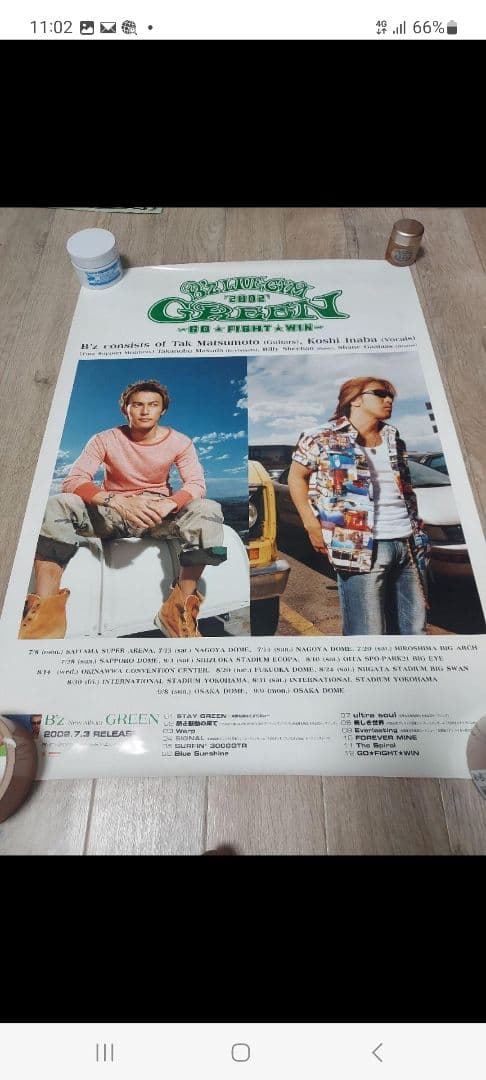 11:02
4G
66%
B'z LIVE-GYM
2002
GREEN
GO★FIGHT★WIN
B'z consists of Tak Matsumoto (Guitars), Koshi Inaba (Vocals)
Billy Sheehan
7/8 (mon.) SAITAMA SUPER ARENA, 7/13 (sat.) NAGOYA DOME, 7/14 (sun.) NAGOYA DOME, 7/20 (sat.) HIROSHIMA BIG ARCH
7/28 (sun.) SAPPORO DOME, 8/3 (sat.) SHIZUOKA STADIUM ECOPA, 8/10 (sat.) OITA SPO-PARK21 BIG EYE
8/14 (wed.) OKINAWA CONVENTION CENTER, 8/20 (sat.) FUKUOKA DOME, 8/24 (sat.) NIIGATA STADIUM BIG SWAN
8/30 (fri.) INTERNATIONAL STADIUM YOKOHAMA, 8/31 (sat.) INTERNATIONAL STADIUM YOKOHAMA
9/8 (sun.) OSAKA DOME, 9/9 (mon.) OSAKA DOME
B'z New Album GREEN
2002.7.3 RELEASE
01 STAY GREEN
02 熱き鼓動の果て
03 Warp
04 SIGNAL
05 SURFIN' 3000GTR
06 Blue Sunshine
07 ultra soul
08 美しき世界
09 Everlasting
10 FOREVER MINE
11 The Spiral
12 GO★FIGHT★WIN